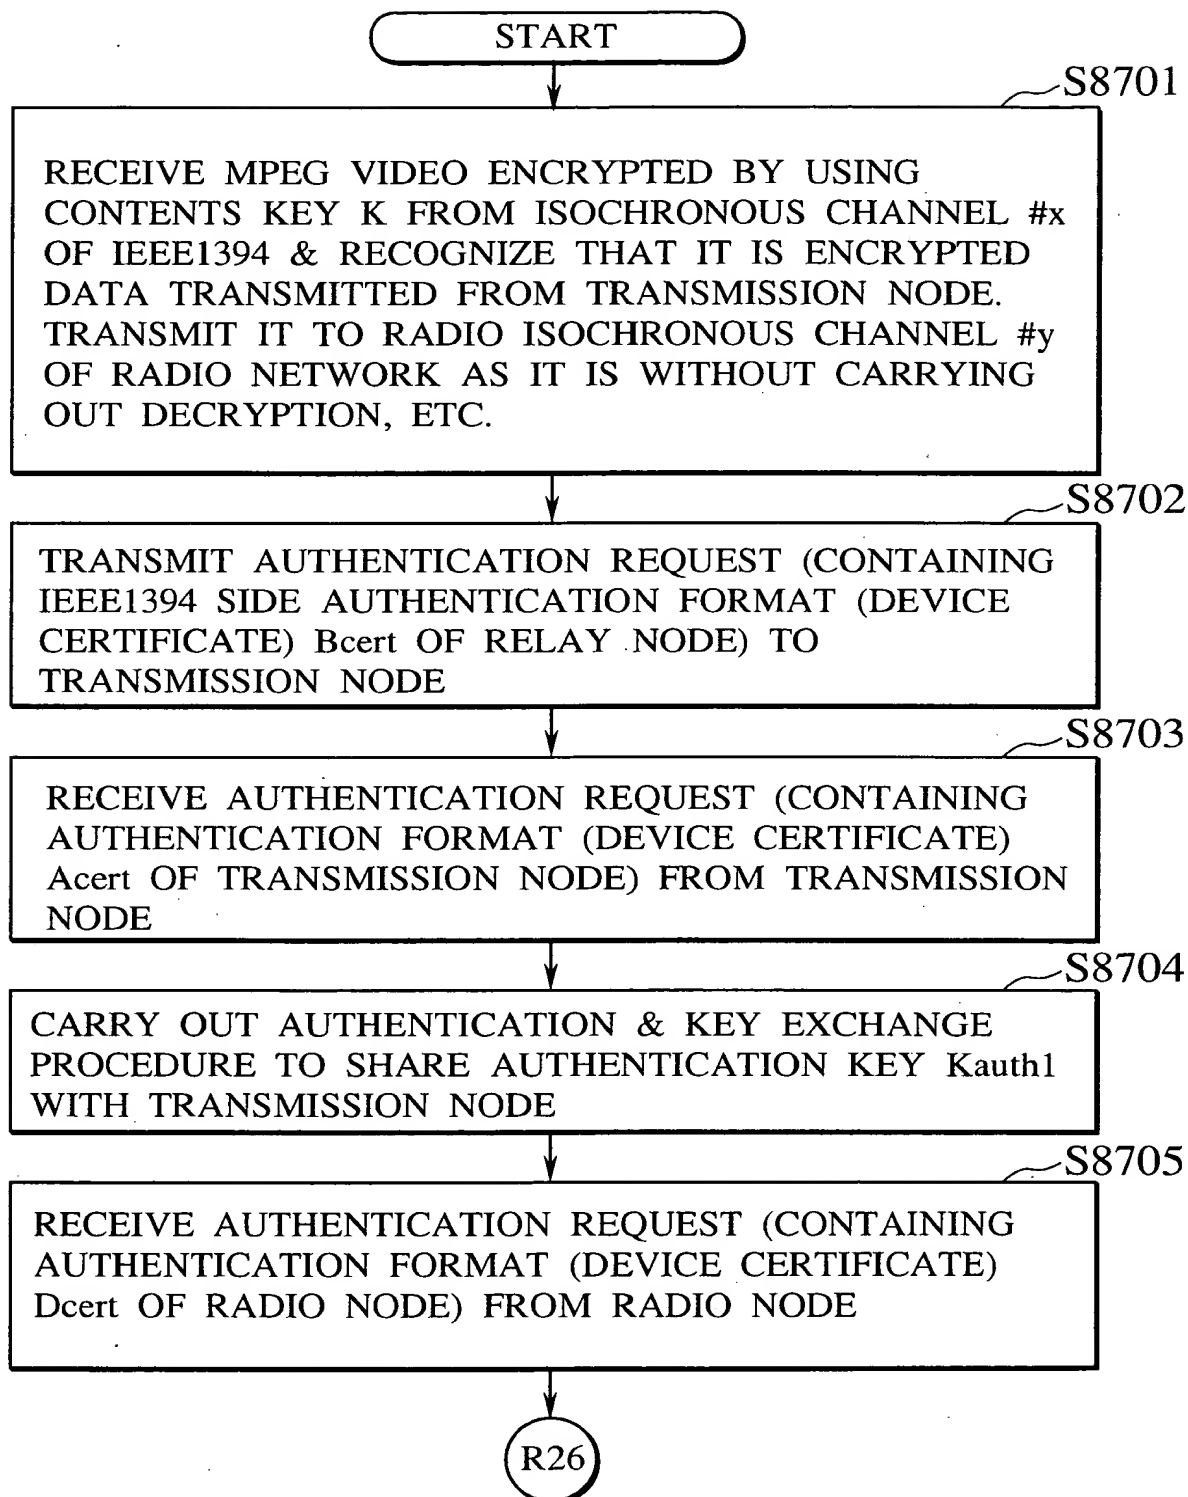 START
S8701
RECEIVE MPEG VIDEO ENCRYPTED BY USING
CONTENTS KEY K FROM ISOCHRONOUS CHANNEL #x
OF IEEE1394 & RECOGNIZE THAT IT IS ENCRYPTED
DATA TRANSMITTED FROM TRANSMISSION NODE.
TRANSMIT IT TO RADIO ISOCHRONOUS CHANNEL #y
OF RADIO NETWORK AS IT IS WITHOUT CARRYING
OUT DECRYPTION, ETC.
S8702
TRANSMIT AUTHENTICATION REQUEST (CONTAINING
IEEE1394 SIDE AUTHENTICATION FORMAT (DEVICE
CERTIFICATE) Bcert OF RELAY NODE) TO
TRANSMISSION NODE
S8703
RECEIVE AUTHENTICATION REQUEST (CONTAINING
AUTHENTICATION FORMAT (DEVICE CERTIFICATE)
Acert OF TRANSMISSION NODE) FROM TRANSMISSION
NODE
S8704
CARRY OUT AUTHENTICATION & KEY EXCHANGE
PROCEDURE TO SHARE AUTHENTICATION KEY Kauth1
WITH TRANSMISSION NODE
S8705
RECEIVE AUTHENTICATION REQUEST (CONTAINING
AUTHENTICATION FORMAT (DEVICE CERTIFICATE)
Dcert OF RADIO NODE) FROM RADIO NODE
R26